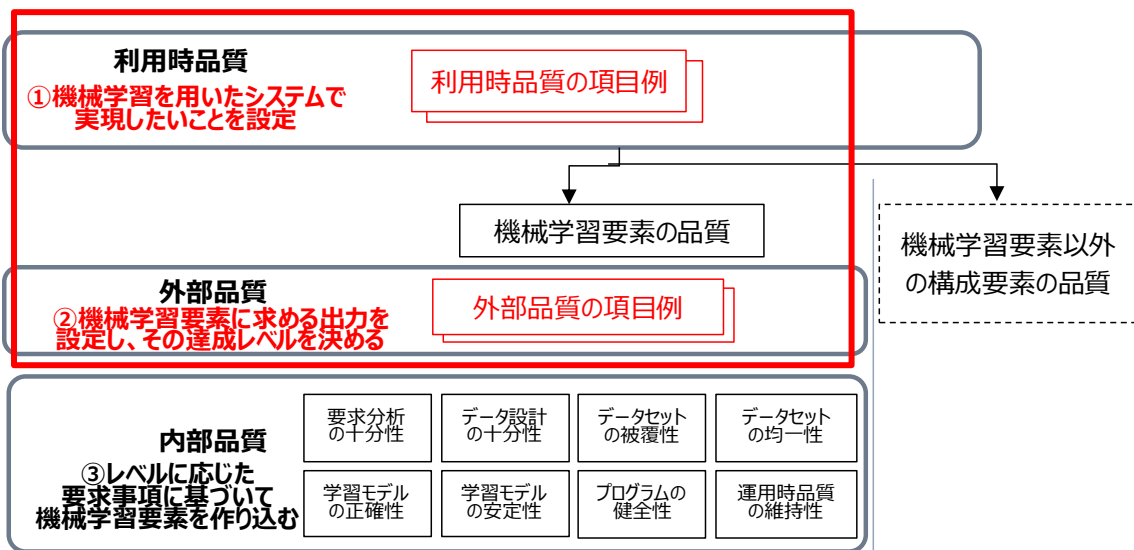 利用時品質
①機械学習を用いたシステムで
実現したいことを設定
利用時品質の項目例
機械学習要素の品質
機械学習要素以外
の構成要素の品質
外部品質
②機械学習要素に求める出力を
設定し、その達成レベルを決める
外部品質の項目例
内部品質
③レベルに応じた
要求事項に基づいて
機械学習要素を作り込む
要求分析
の十分性
データ設計
の十分性
データセット
の被覆性
データセット
の均一性
学習モデル
の正確性
学習モデル
の安定性
プログラムの
健全性
運用時品質
の維持性